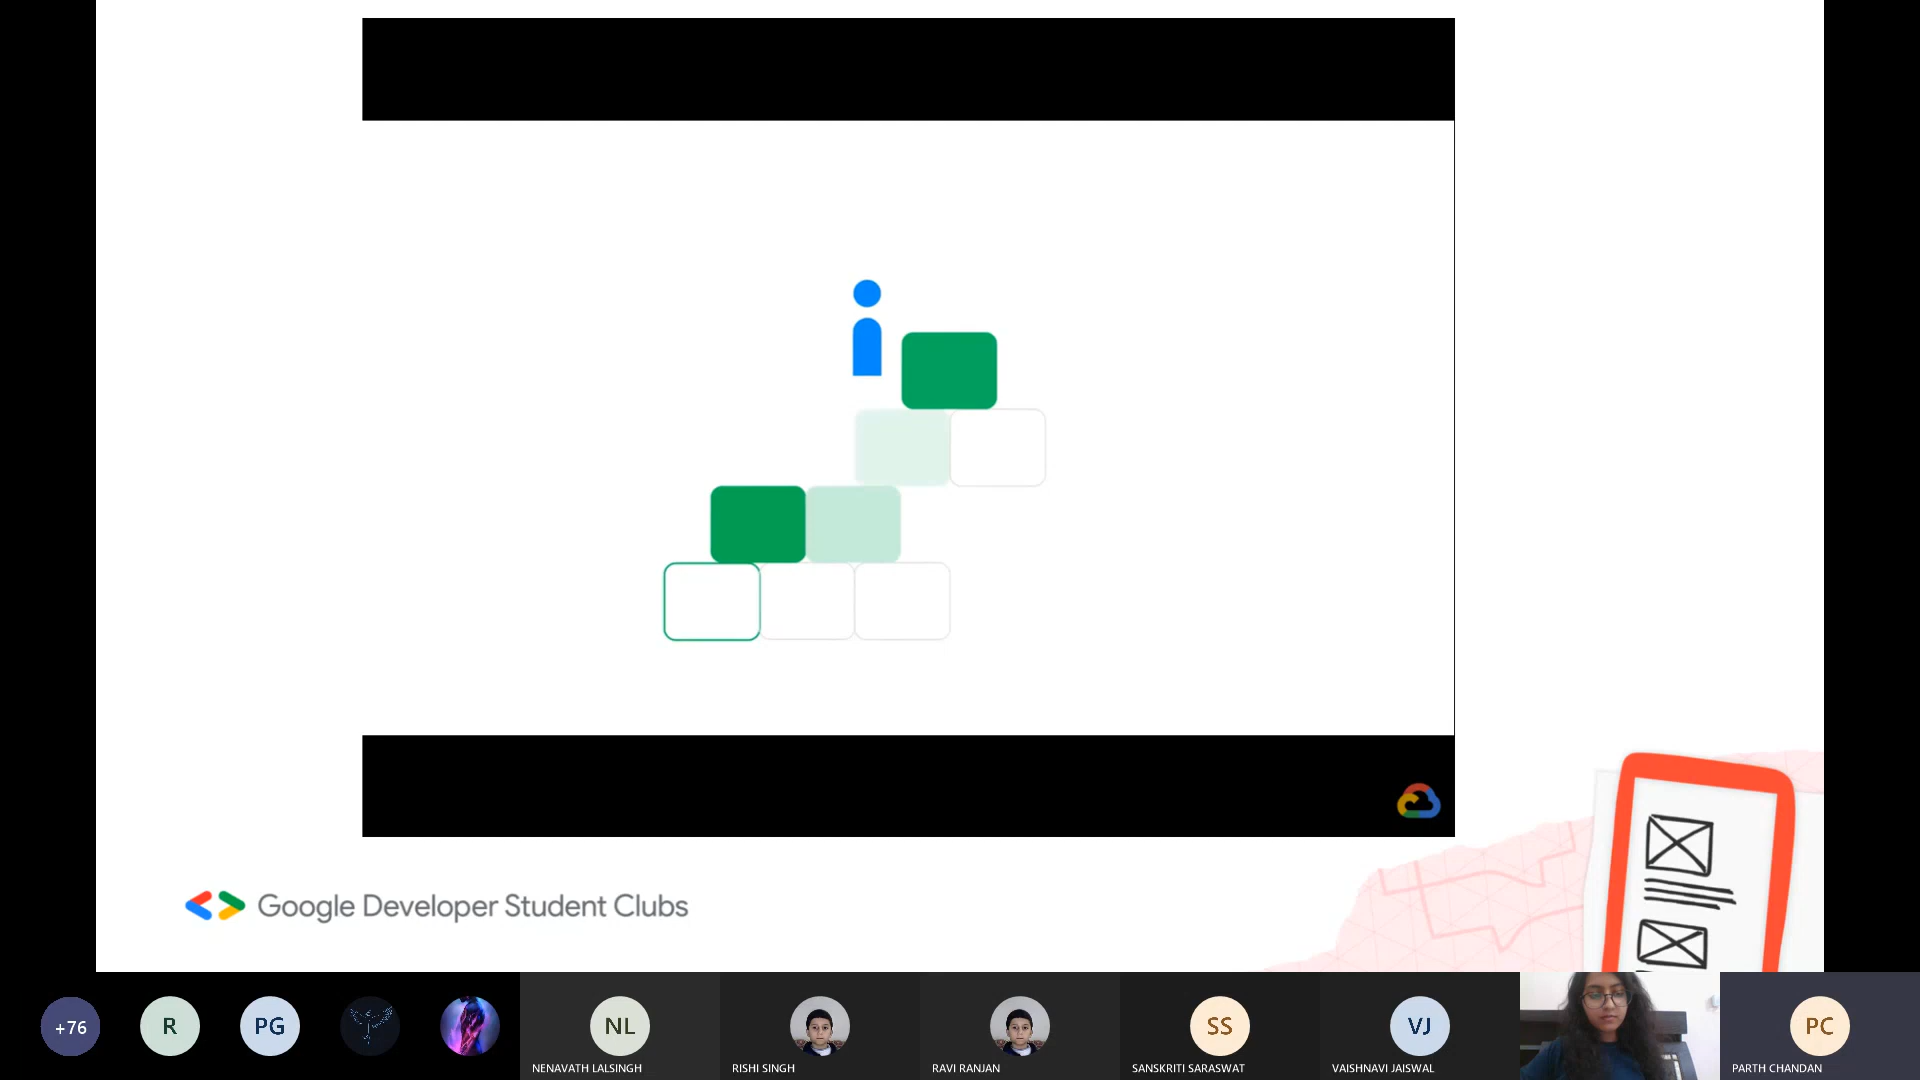 Google Developer Student Clubs
+76
R
PG
NL
SS
VJ
PC
NENAVATH LALSINGH
RISHI SINGH
RAVI RANJAN
SANSKRITI SARASWAT
VAISHNAVI JAISWAL
PARTH CHANDAN